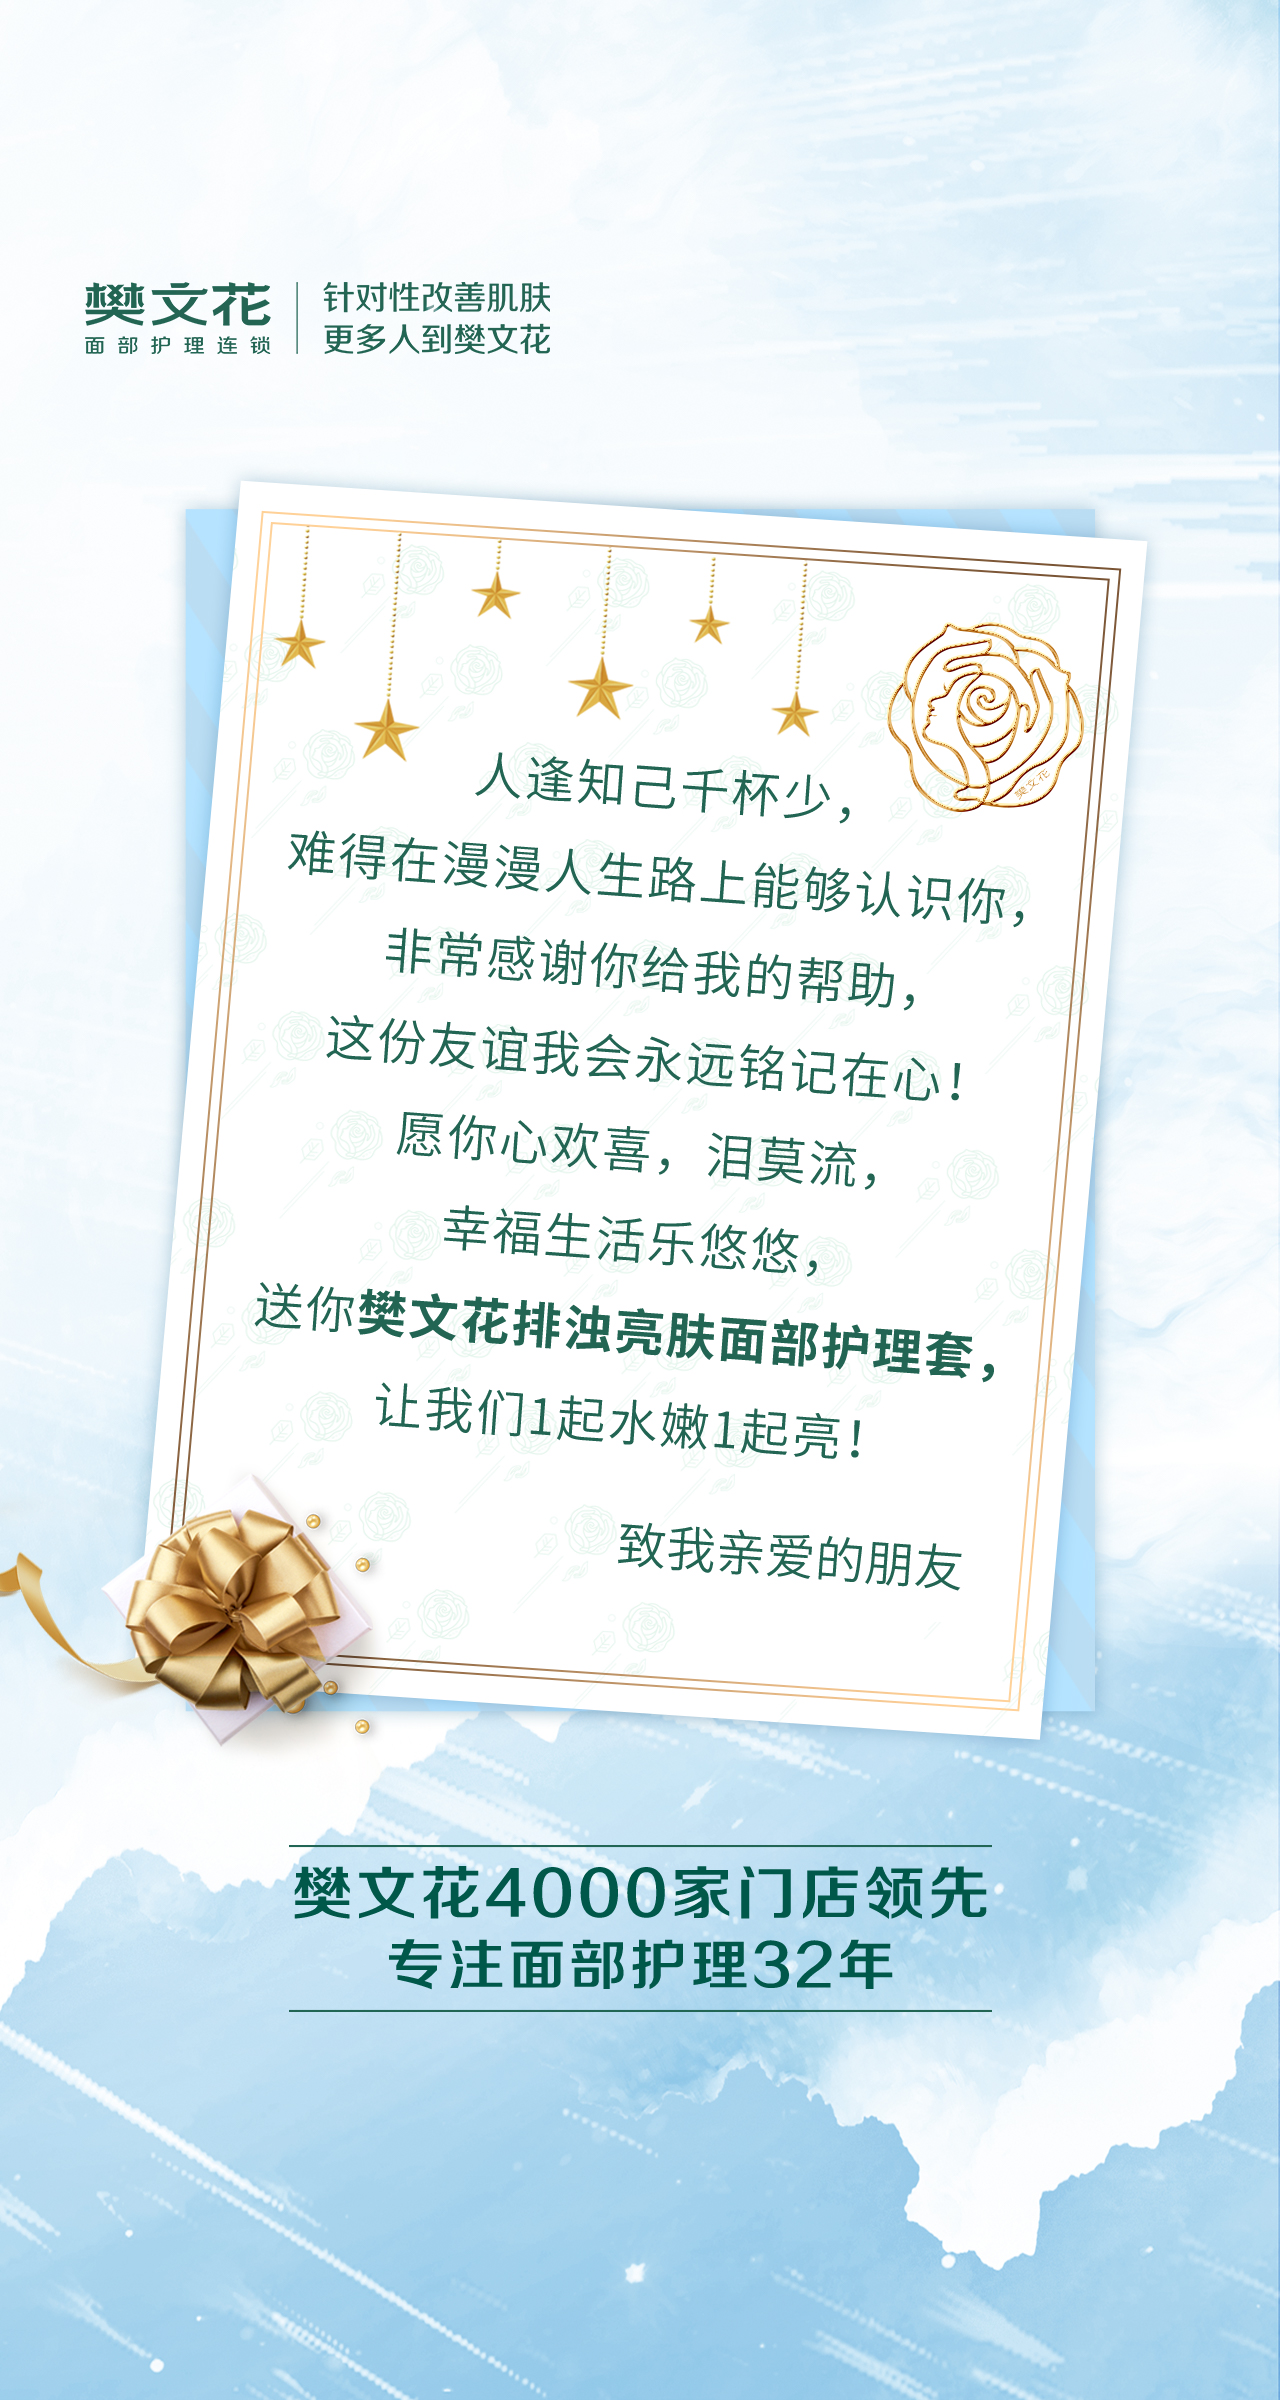 樊文花
面部护理连锁
针对性改善肌肤
更多人到樊文花
樊文花
人逢知己千杯少，
难得在漫漫人生路上能够认识你，
非常感谢你给我的帮助，
这份友谊我会永远铭记在心！
愿你心欢喜，泪莫流，
幸福生活乐悠悠，
送你樊文花排浊亮肤面部护理套，
让我们1起水嫩1起亮！
致我亲爱的朋友
樊文花4000家门店领先
专注面部护理32年